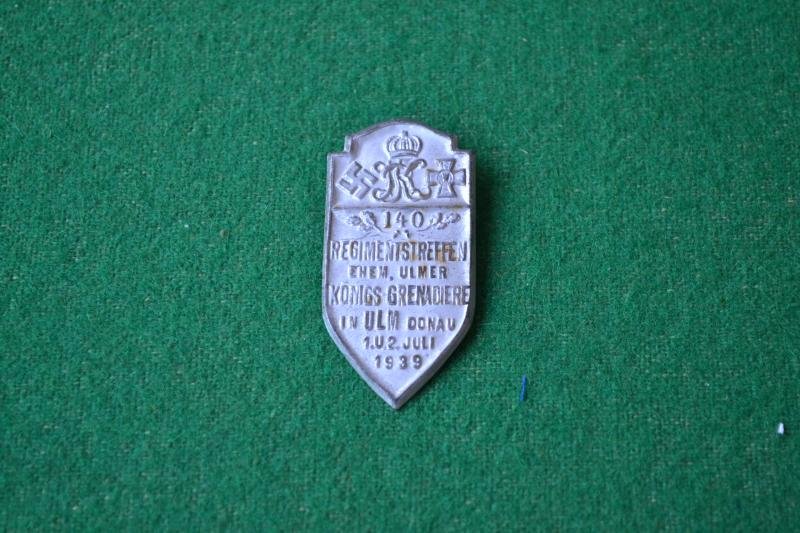 K
140
REGIMENTSTREFFEN
EHEM. ULMER
KÖNIGS-GRENADIERE
IN ULM DONAU
1.U.2. JULI
1939